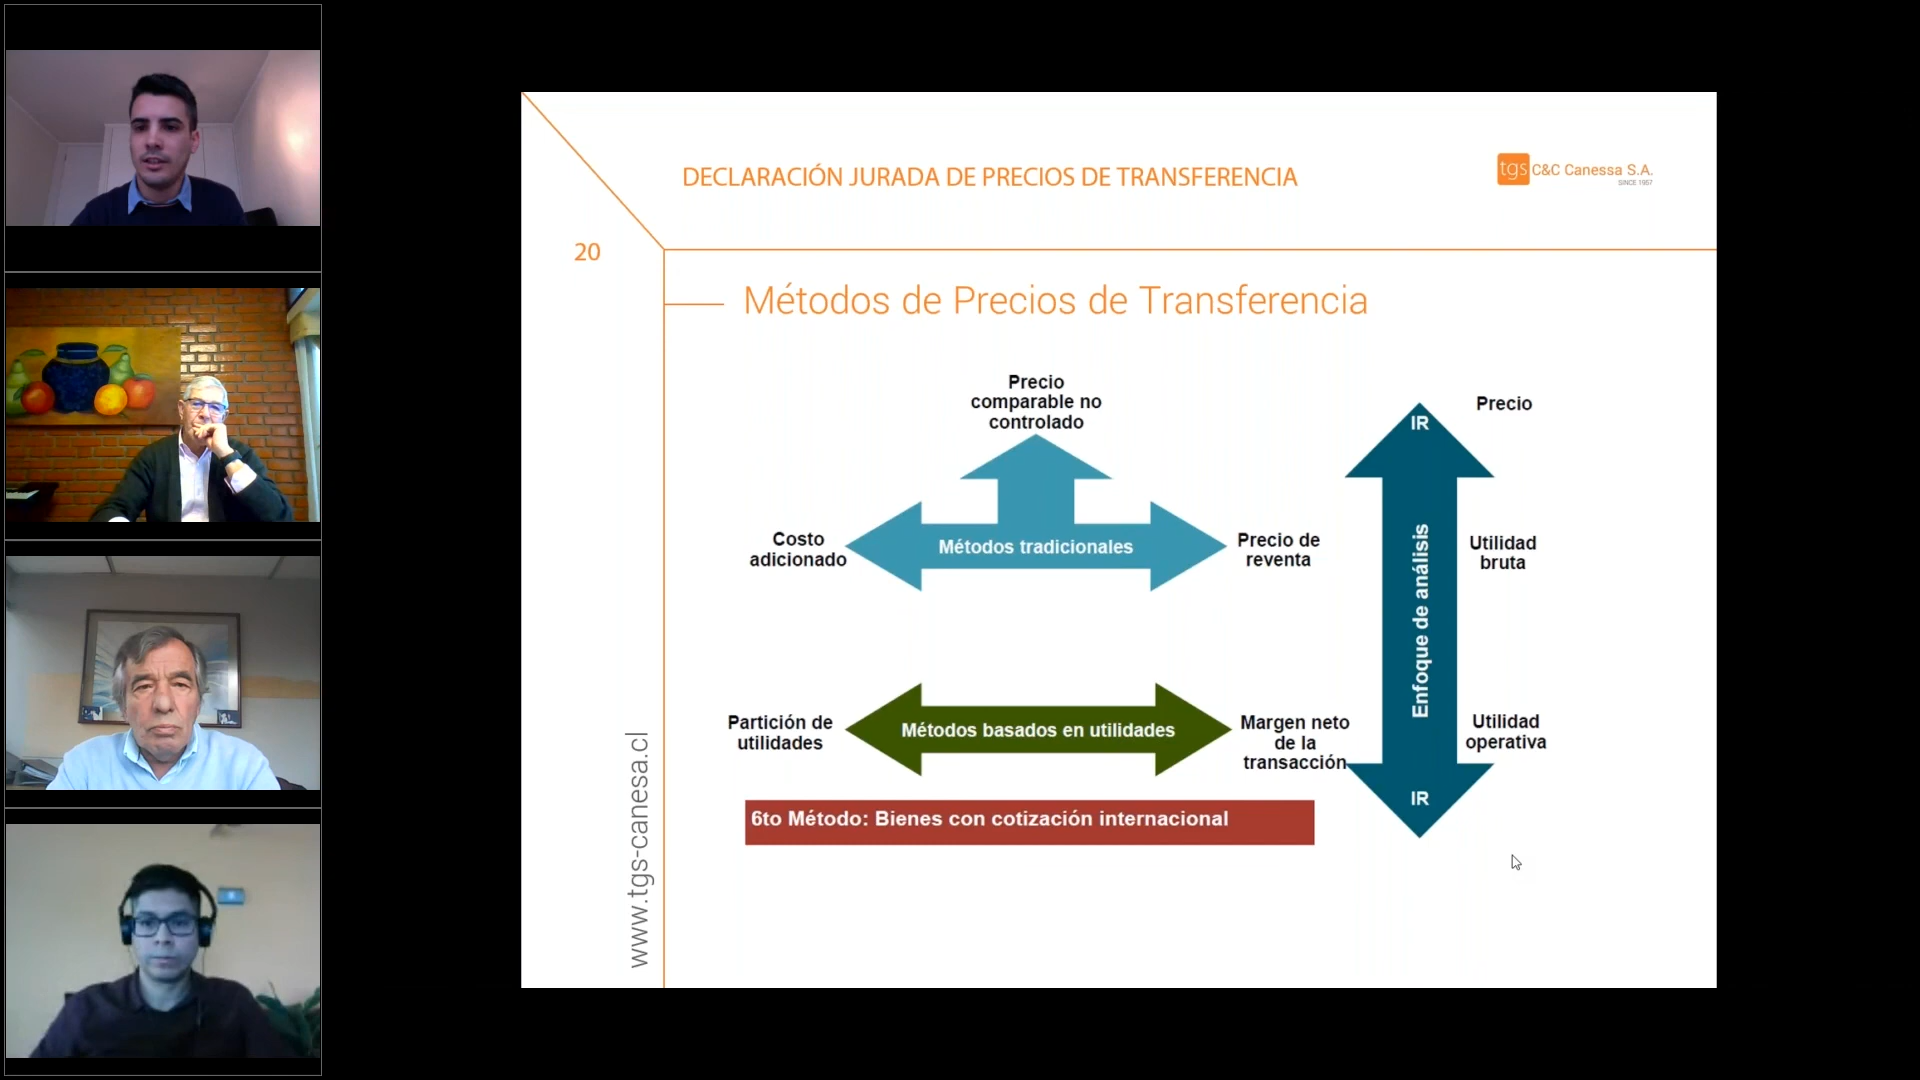 DECLARACIÓN JURADA DE PRECIOS DE TRANSFERENCIA
tgs C&C Canessa S.A.
SINCE 1957
20
Métodos de Precios de Transferencia
Precio
comparable no
controlado
Costo
adicionado
Métodos tradicionales
Precio de
reventa
Partición de
utilidades
Métodos basados en utilidades
Margen neto
de la
transacción
6to Método: Bienes con cotización internacional
IR
Enfoque de análisis
IR
Precio
Utilidad
bruta
Utilidad
operativa
www.tgs-canesa.cl